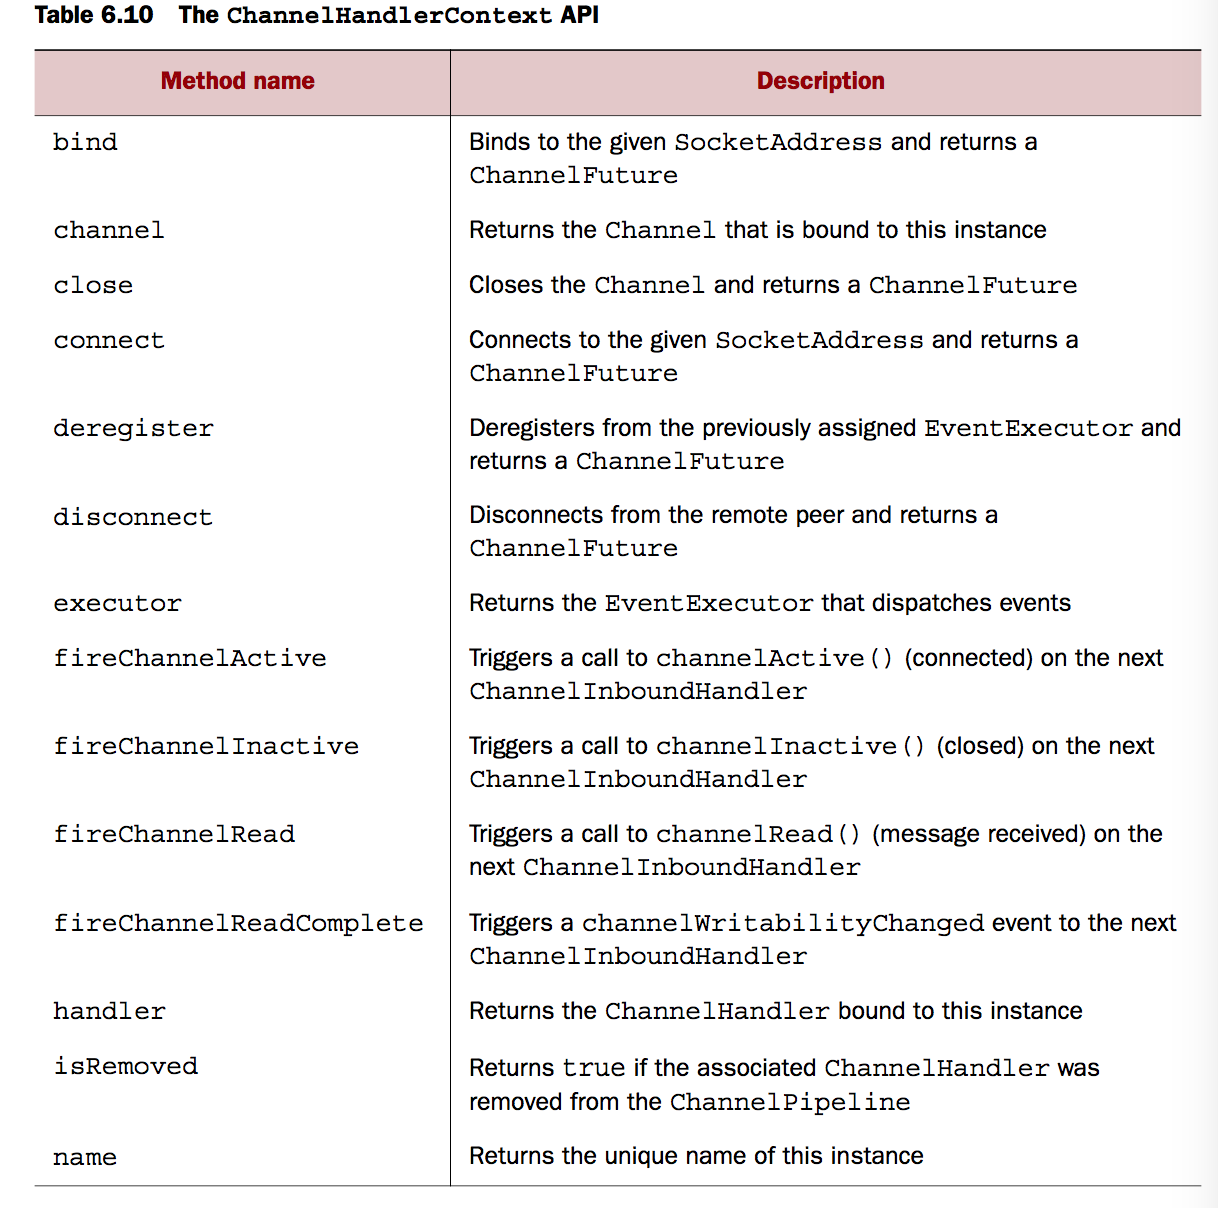 Table 6.10 The ChannelHandlerContext API
Method name Description
bind Binds to the given SocketAddress and returns a
ChannelFuture
channel Returns the Channel that is bound to this instance
close Closes the Channel and returns a ChannelFuture
connect Connects to the given SocketAddress and returns a
ChannelFuture
deregister Deregisters from the previously assigned EventExecutor and
returns a ChannelFuture
disconnect Disconnects from the remote peer and returns a
ChannelFuture
executor Returns the EventExecutor that dispatches events
fireChannelActive Triggers a call to channelActive() (connected) on the next
ChannelInboundHandler
fireChannelInactive Triggers a call to channelInactive() (closed) on the next
ChannelInboundHandler
fireChannelRead Triggers a call to channelRead() (message received) on the
next ChannelInboundHandler
fireChannelReadComplete Triggers a channelWritabilityChanged event to the next
ChannelInboundHandler
handler Returns the ChannelHandler bound to this instance
isRemoved Returns true if the associated ChannelHandler was
removed from the ChannelPipeline
name Returns the unique name of this instance